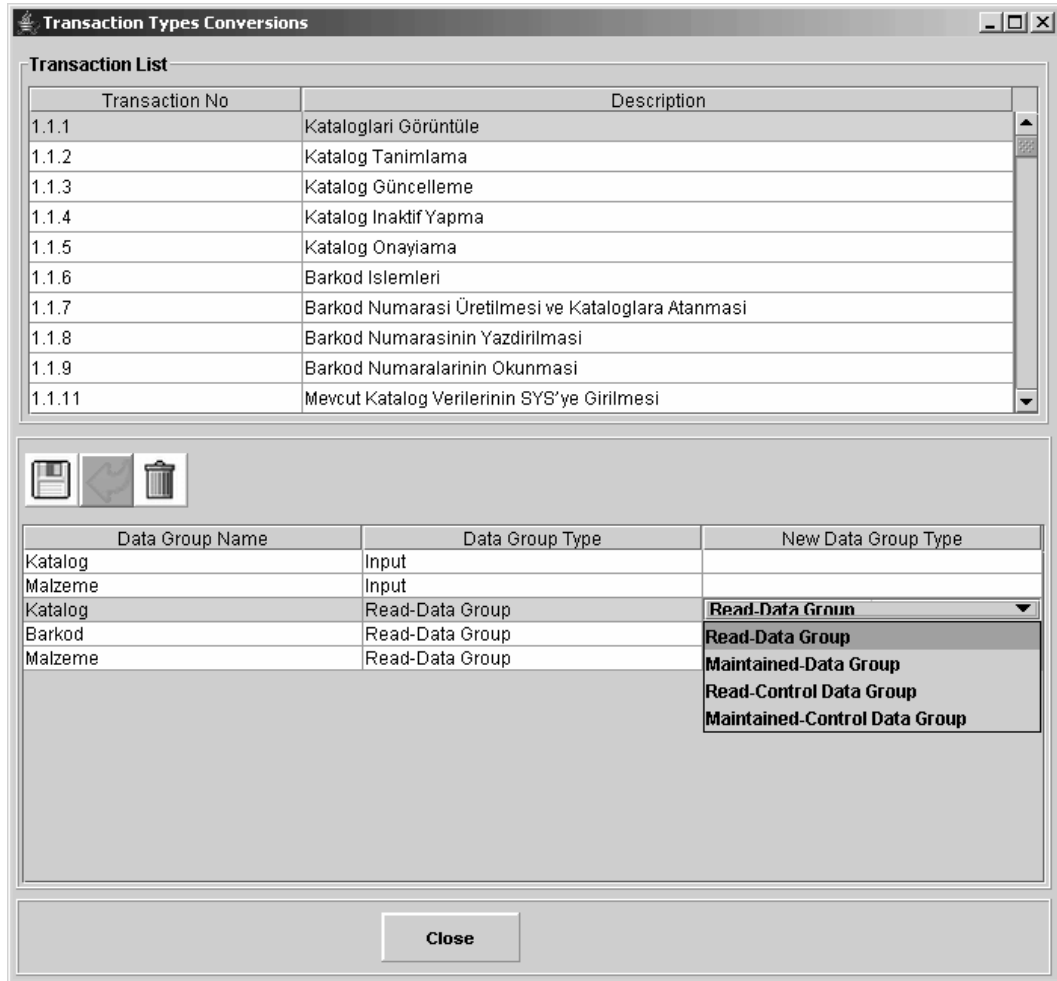 Transaction Types Conversions
Transaction List
Transaction No Description
1.1.1 Kataloglari Görüntüle
1.1.2 Katalog Tanimlama
1.1.3 Katalog Güncelleme
1.1.4 Katalog Inaktif Yapma
1.1.5 Katalog Onayiama
1.1.6 Barkod Islemleri
1.1.7 Barkod Numarasi Üretilmesi ve Kataloglara Atanmasi
1.1.8 Barkod Numarasinin Yazdirilmasi
1.1.9 Barkod Numaralarinin Okunmasi
1.1.11 Mevcut Katalog Verilerinin SYS'ye Girilmesi
Data Group Name Data Group Type New Data Group Type
Katalog Input
Malzeme Input
Katalog Read-Data Group Read-Data Group
Barkod Read-Data Group Read-Data Group
Malzeme Read-Data Group Maintained-Data Group
Read-Control Data Group
Maintained-Control Data Group
Close